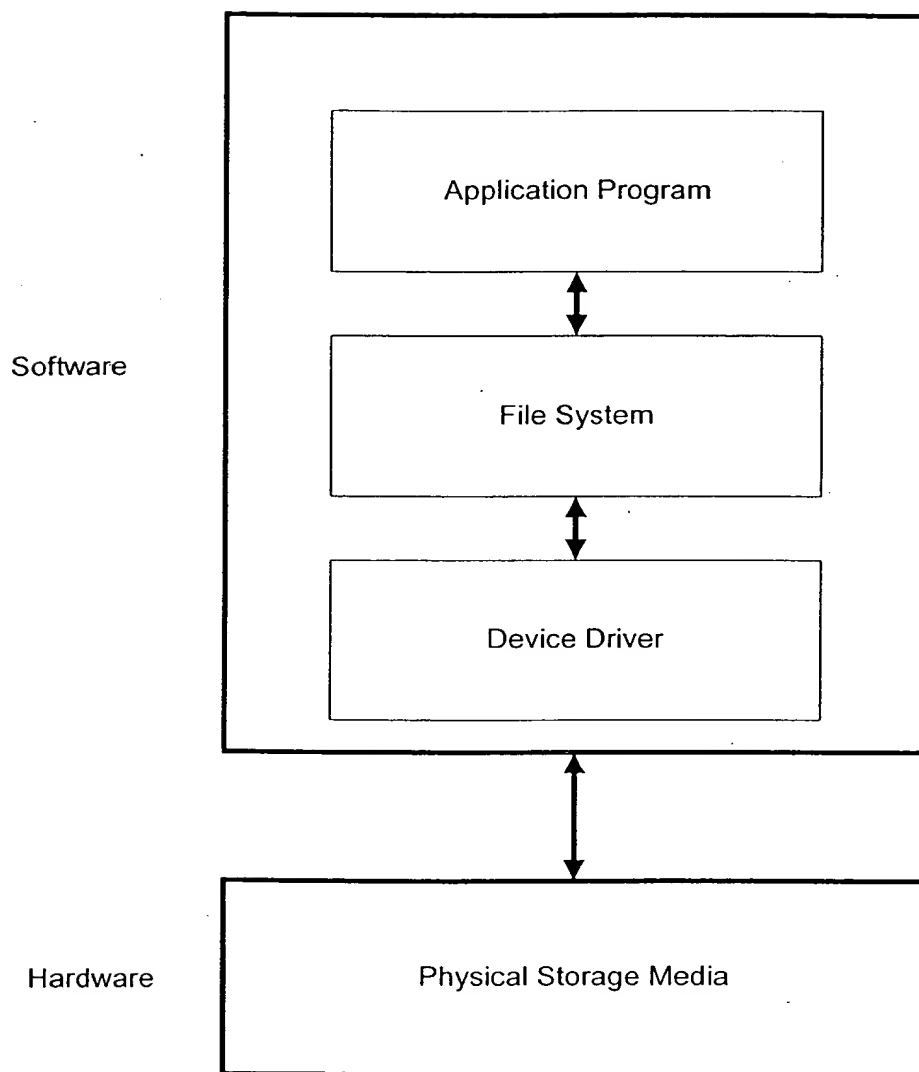 Application Program
Software
File System
Device Driver
Hardware
Physical Storage Media